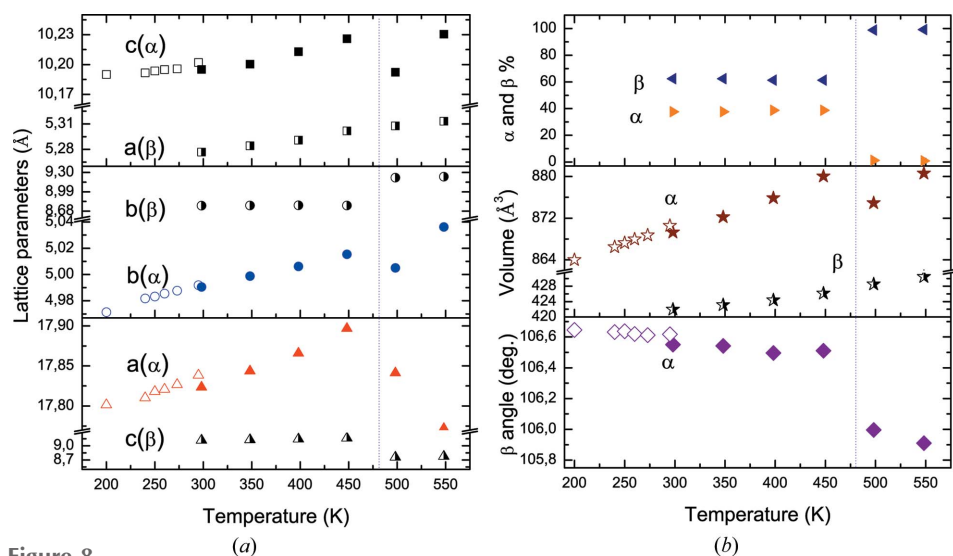 Lattice parameters (Å)
10,23
10,20
10,17
5,31
5,28
9,30
8,99
8,68
5,04
5,02
5,00
4,98
17,90
17,85
17,80
9,0
8,7
c(α)
a(β)
b(β)
b(α)
a(α)
c(β)
200 250 300 350 400 450 500 550
Temperature (K)
(a)
α and β %
100
80
60
40
20
0
β
α
Volume (Å³)
880
872
864
428
424
420
α
β
β angle (deg.)
106,6
106,4
106,2
106,0
105,8
α
200 250 300 350 400 450 500 550
Temperature (K)
(b)
Figure 8